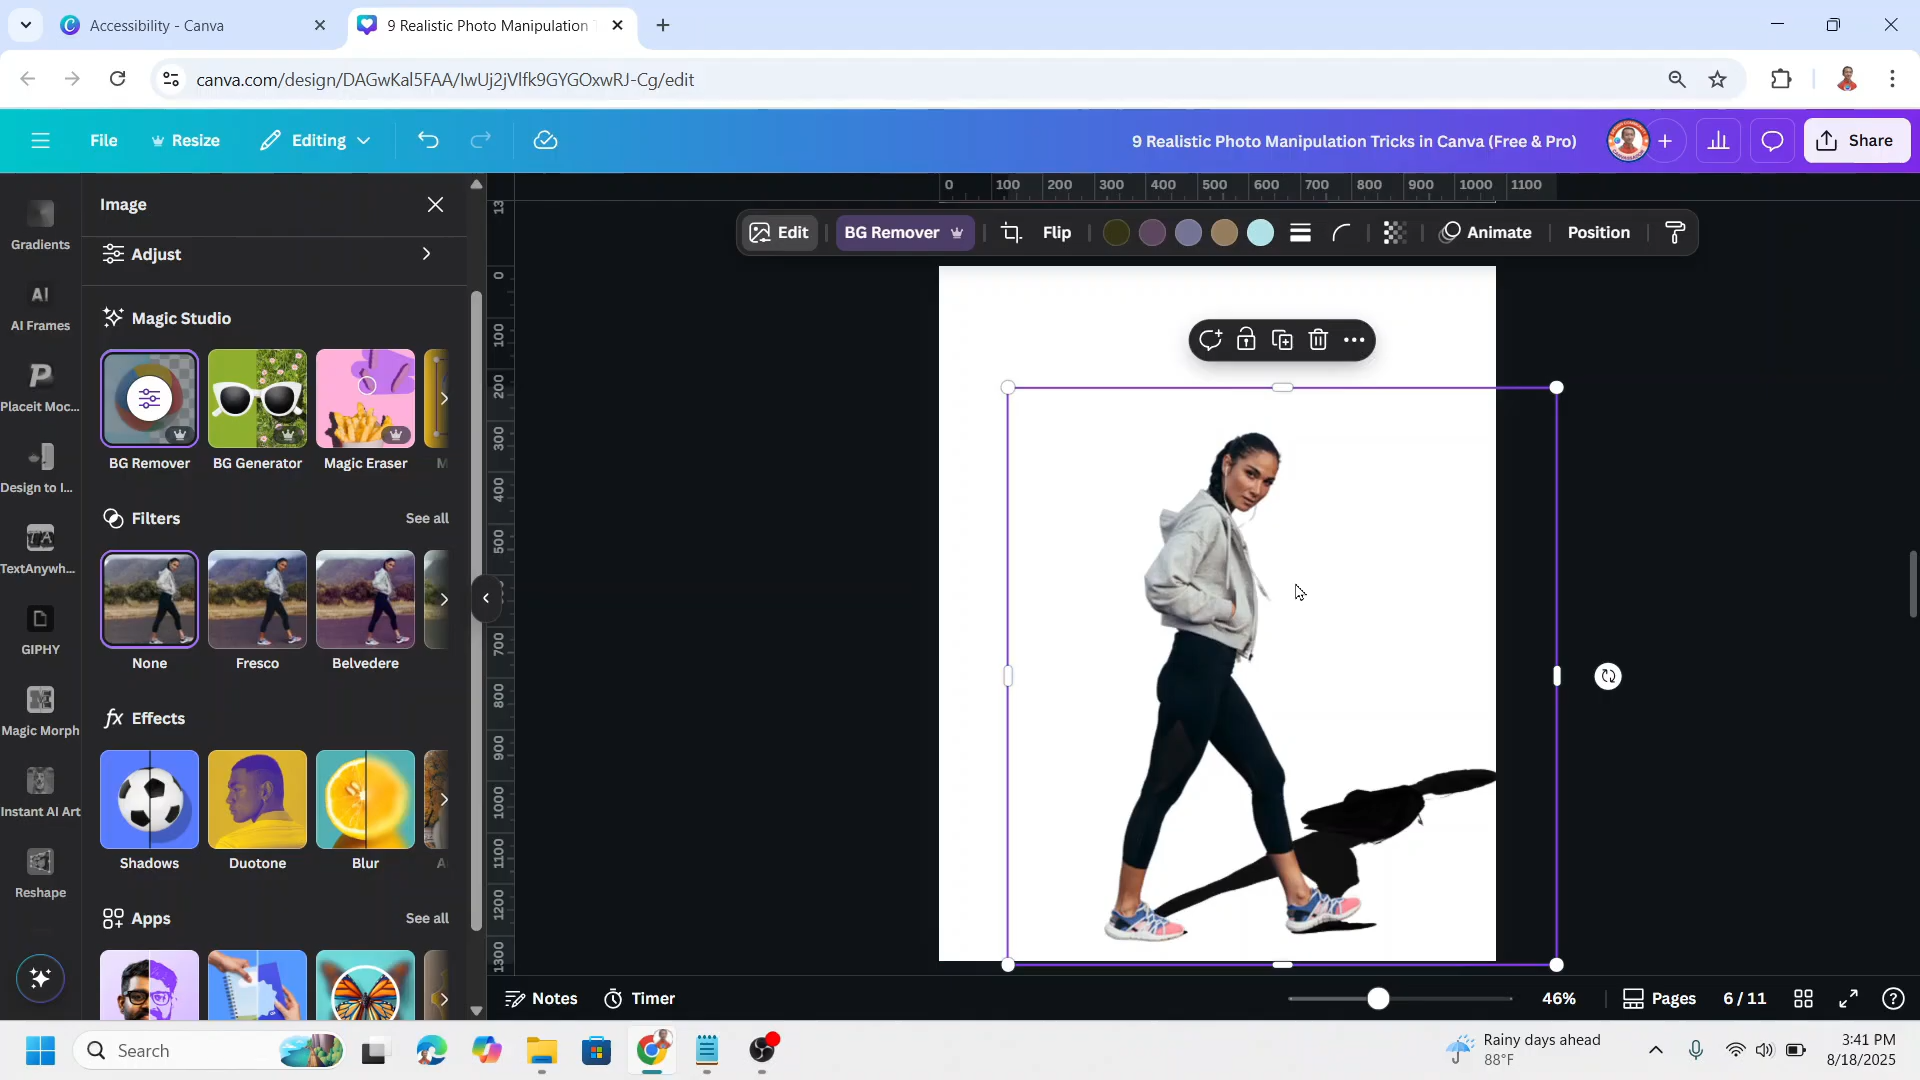 Accessibility - Canva
9 Realistic Photo Manipulation
canva.com/design/DAGwKal5FAA/IwUj2jVlfk9GYGOxwRJ-Cg/edit
File
Resize
Editing
9 Realistic Photo Manipulation Tricks in Canva (Free & Pro)
Share
Gradients
AI
AI Frames
Placeit Moc...
Design to I...
TextAnywh...
GIPHY
Magic Morph
Instant AI Art
Reshape
Image
Adjust
Magic Studio
BG Remover
BG Generator
Magic Eraser
M
Filters
See all
None
Fresco
Belvedere
Effects
Shadows
Duotone
Blur
A
Apps
See all
0 100 200 300 400 500 600 700 800 900 1000 1100
13
0
100
200
300
400
500
700
800
900
1000
1100
1200
1300
Edit
BG Remover
Flip
Animate
Position
Notes
Timer
46%
Pages
6 / 11
Search
Rainy days ahead
88°F
3:41 PM
8/18/2025